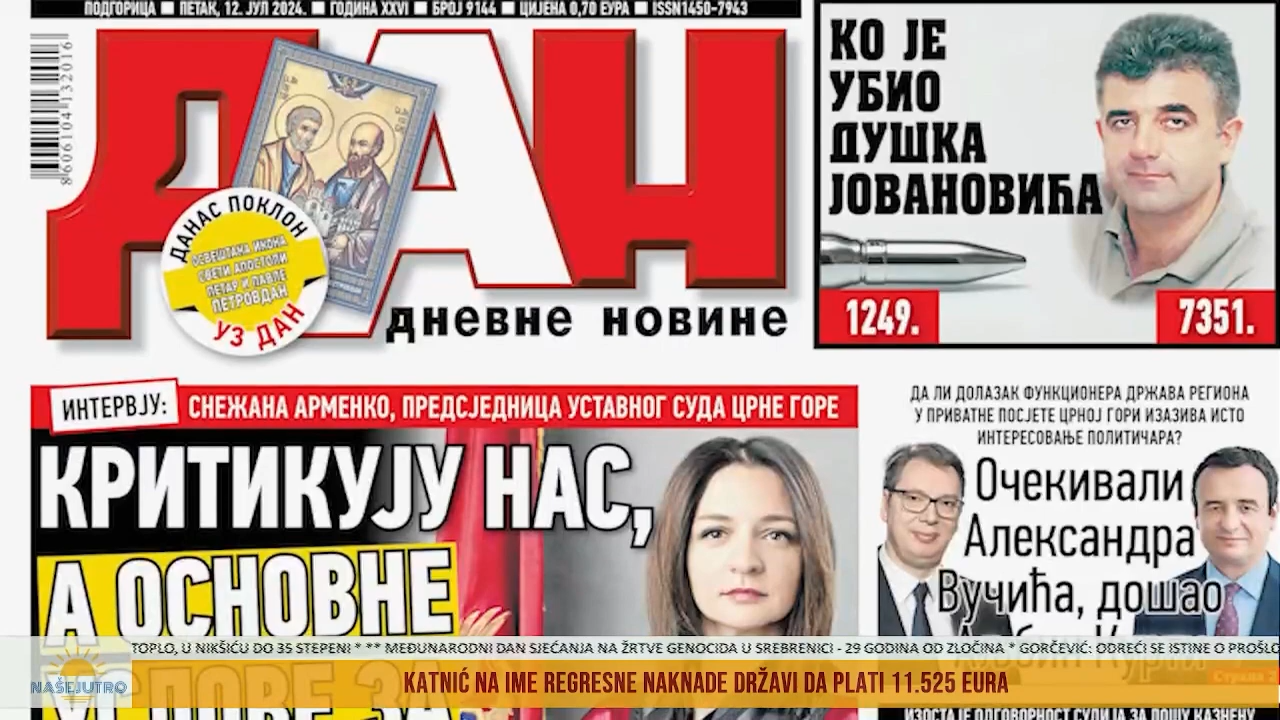 ПОДГОРИЦА ■ ПЕТАК, 12. ЈУЛ 2024. ■ ГОДИНА XXVI ■ БРОЈ 9144 ■ ЦИЈЕНА 0,70 ЕУРА ■ ISSN1450-7943
8606104132016
ДАН
ДАНАС ПОКЛОН
ОСВЕШТАНА ИКОНА
СВЕТИ АПОСТОЛИ
ПЕТАР И ПАВЛЕ
ПЕТРОВДАН
УЗ ДАН
дневне новине
КО ЈЕ
УБИО
ДУШКА
ЈОВАНОВИЋА
1249.
7351.
ИНТЕРВЈУ:
СНЕЖАНА АРМЕНКО, ПРЕДСЈЕДНИЦА УСТАВНОГ СУДА ЦРНЕ ГОРЕ
КРИТИКУЈУ НАС,
А ОСНОВНЕ
ДА ЛИ ДОЛАЗАК ФУНКЦИОНЕРА ДРЖАВА РЕГИОНА
У ПРИВАТНЕ ПОСЈЕТЕ ЦРНОЈ ГОРИ ИЗАЗИВА ИСТО
ИНТЕРЕСОВАЊЕ ПОЛИТИЧАРА?
Очекивали
Александра
Вучића, дошао
TOPLO, U NIKŠIĆU DO 35 STEPENI * ** MEĐUNARODNI DAN SJEĆANJA NA ŽRTVE GENOCIDA U SREBRENICI - 29 GODINA OD ZLOČINA * GORČEVIĆ: ODREĆI SE ISTINE O PROŠLO
NAŠEJUTRO
KATNIĆ NA IME REGRESNE NAKNADE DRŽAVI DA PLATI 11.525 EURA